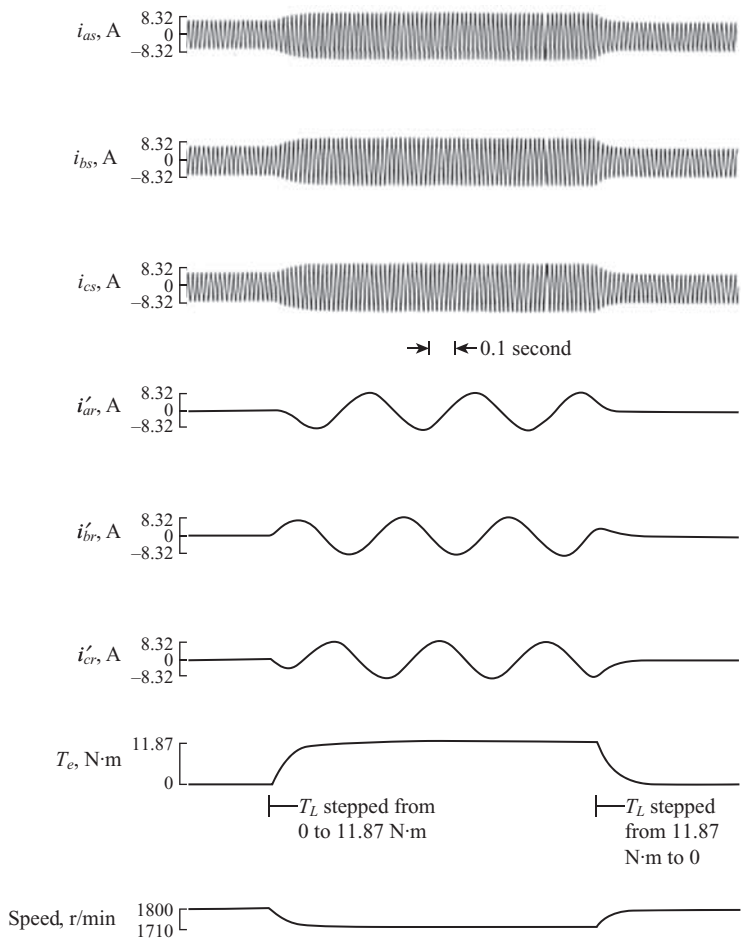 i_as, A
8.32
0
−8.32
i_bs, A
8.32
0
−8.32
i_cs, A
8.32
0
−8.32
0.1 second
i′_ar, A
8.32
0
−8.32
i′_br, A
8.32
0
−8.32
i′_cr, A
8.32
0
−8.32
T_e, N·m
11.87
0
T_L stepped from
0 to 11.87 N·m
T_L stepped
from 11.87
N·m to 0
Speed, r/min
1800
1710